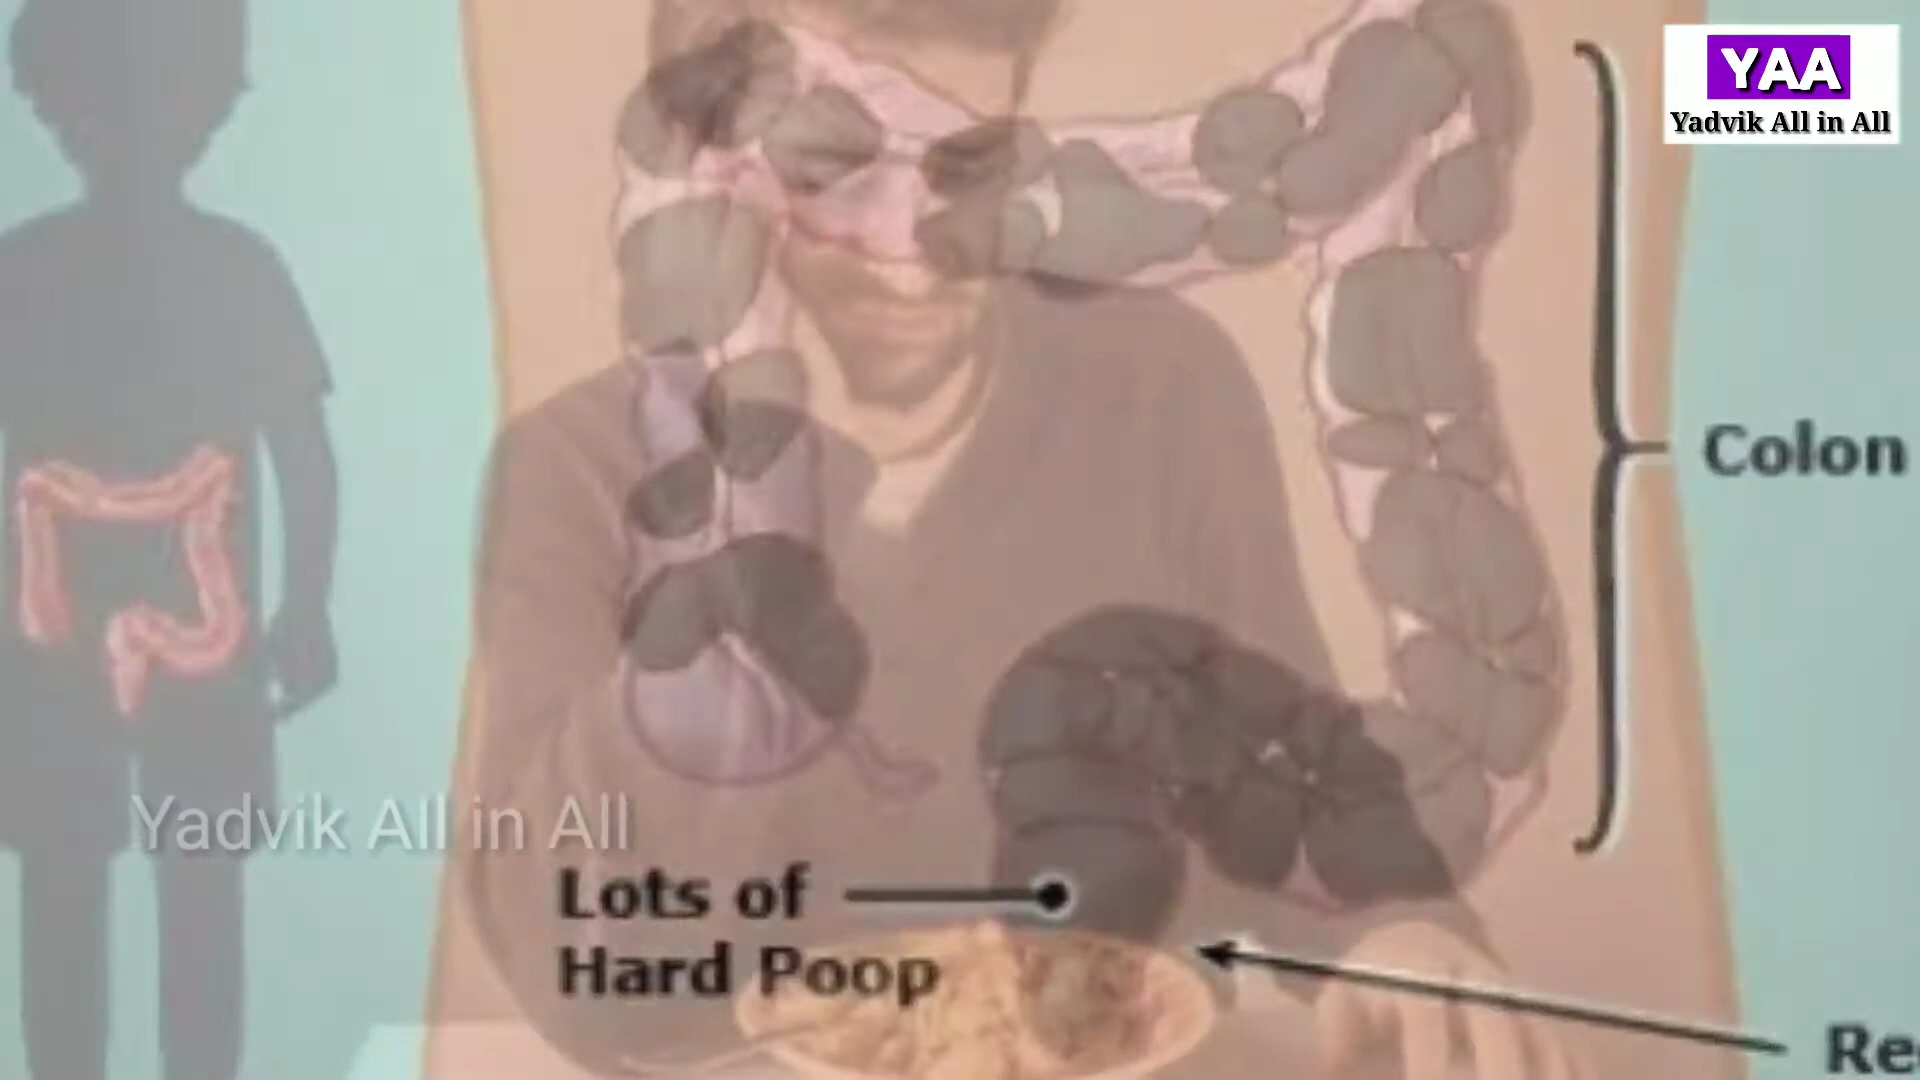 YAA
Yadvik All in All
Colon
Yadvik All in All
Lots of
Hard Poop